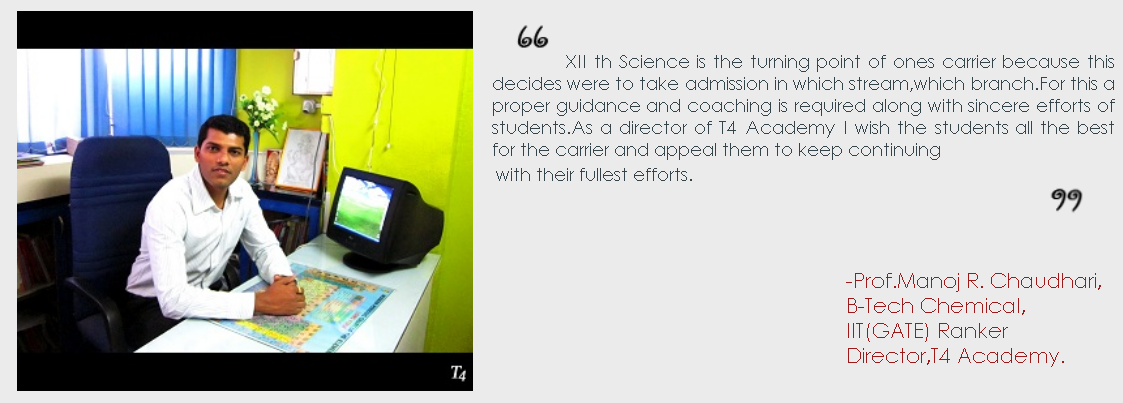 XII th Science is the turning point of ones carrier because this
decides were to take admission in which stream,which branch.For this a
proper guidance and coaching is required along with sincere efforts of
students.As a director of T4 Academy I wish the students all the best
for the carrier and appeal them to keep continuing
with their fullest efforts.
-Prof.Manoj R. Chaudhari,
B-Tech Chemical,
IIT(GATE) Ranker
Director,T4 Academy.
T4